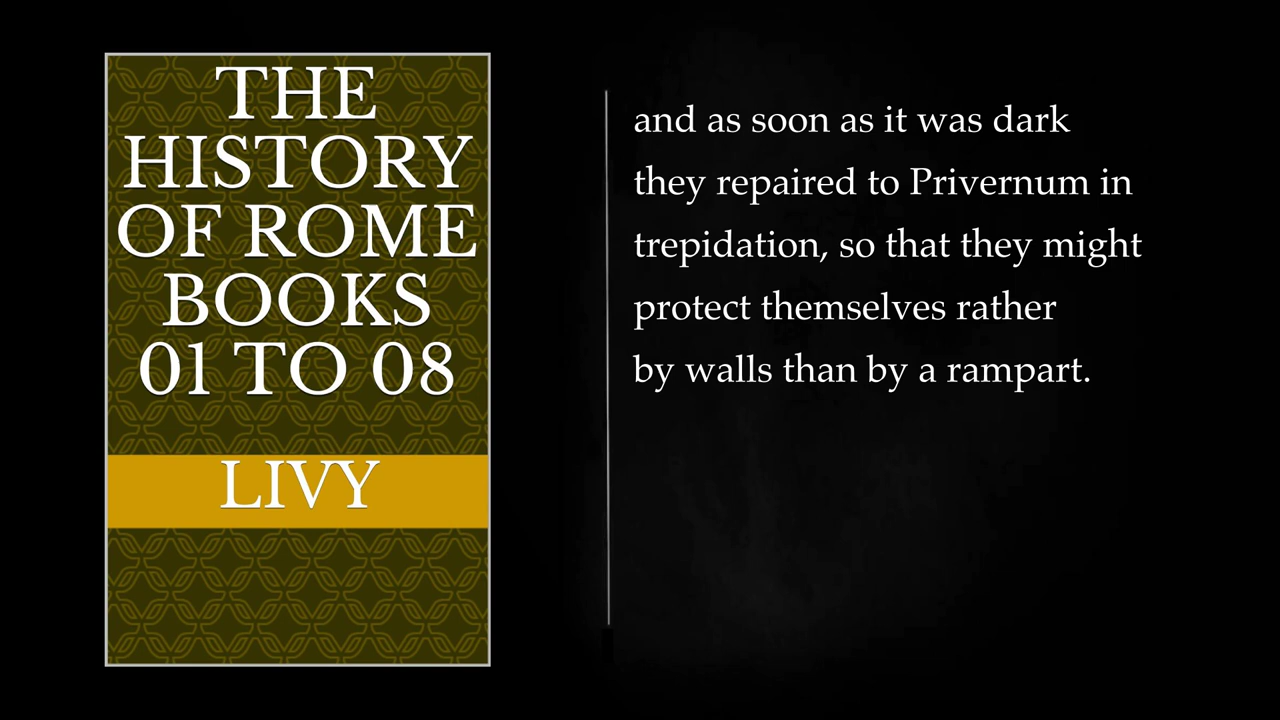 THE
HISTORY
OF ROME
BOOKS
01 TO 08
LIVY
and as soon as it was dark
they repaired to Privernum in
trepidation, so that they might
protect themselves rather
by walls than by a rampart.